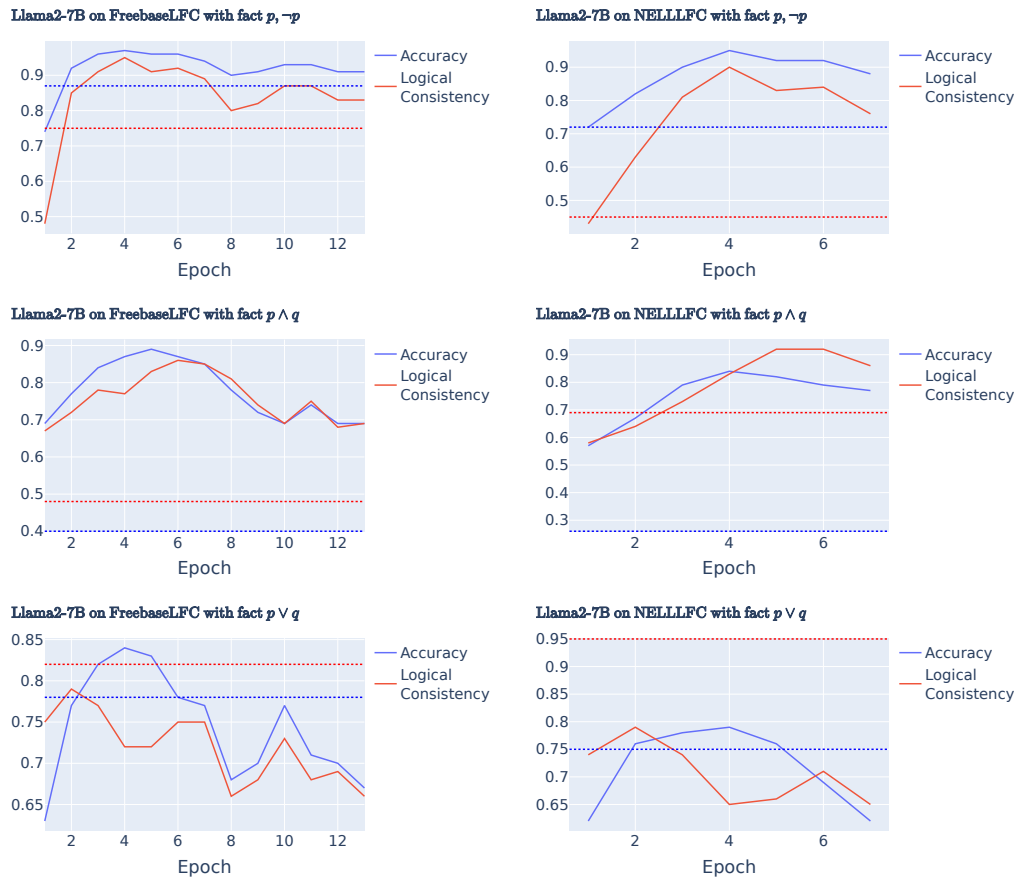 Llama2-7B on FreebaseLFC with fact p, ¬p
0.9
0.8
0.7
0.6
0.5
2 4 6 8 10 12
Epoch
Accuracy
Logical
Consistency
Llama2-7B on NELLLFC with fact p, ¬p
0.9
0.8
0.7
0.6
0.5
2 4 6
Epoch
Accuracy
Logical
Consistency
Llama2-7B on FreebaseLFC with fact p ∧ q
0.9
0.8
0.7
0.6
0.5
0.4
2 4 6 8 10 12
Epoch
Accuracy
Logical
Consistency
Llama2-7B on NELLLFC with fact p ∧ q
0.9
0.8
0.7
0.6
0.5
0.4
0.3
2 4 6
Epoch
Accuracy
Logical
Consistency
Llama2-7B on FreebaseLFC with fact p ∨ q
0.85
0.8
0.75
0.7
0.65
2 4 6 8 10 12
Epoch
Accuracy
Logical
Consistency
Llama2-7B on NELLLFC with fact p ∨ q
0.95
0.9
0.85
0.8
0.75
0.7
0.65
2 4 6
Epoch
Accuracy
Logical
Consistency